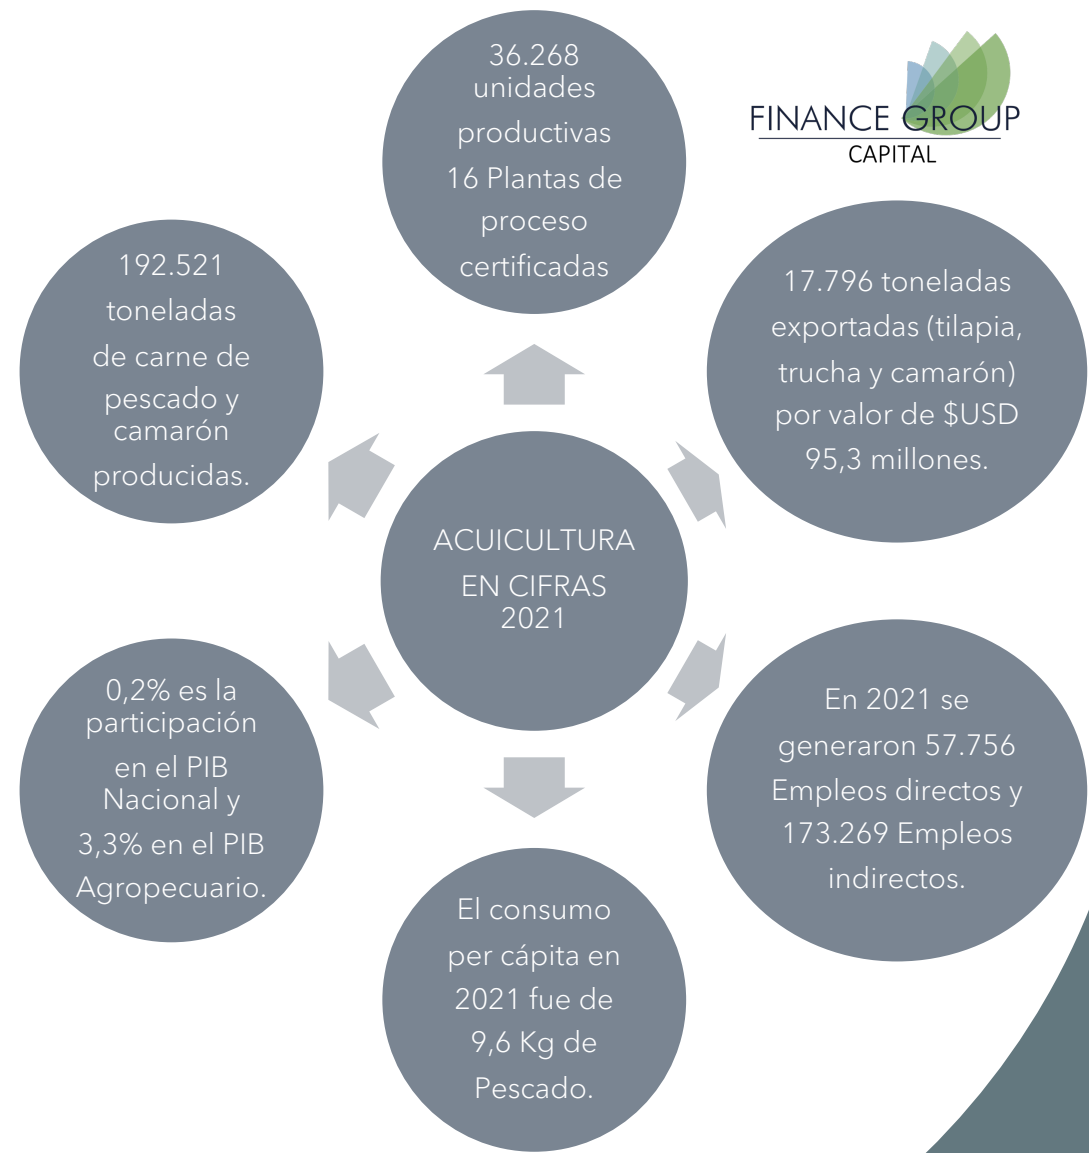 36.268
unidades
productivas
16 Plantas de
proceso
certificadas
FINANCE GROUP
CAPITAL
192.521
toneladas
de carne de
pescado y
camarón
producidas.
17.796 toneladas
exportadas (tilapia,
trucha y camarón)
por valor de $USD
95,3 millones.
ACUICULTURA
EN CIFRAS
2021
0,2% es la
participación
en el PIB
Nacional y
3,3% en el PIB
Agropecuario.
En 2021 se
generaron 57.756
Empleos directos y
173.269 Empleos
indirectos.
El consumo
per cápita en
2021 fue de
9,6 Kg de
Pescado.